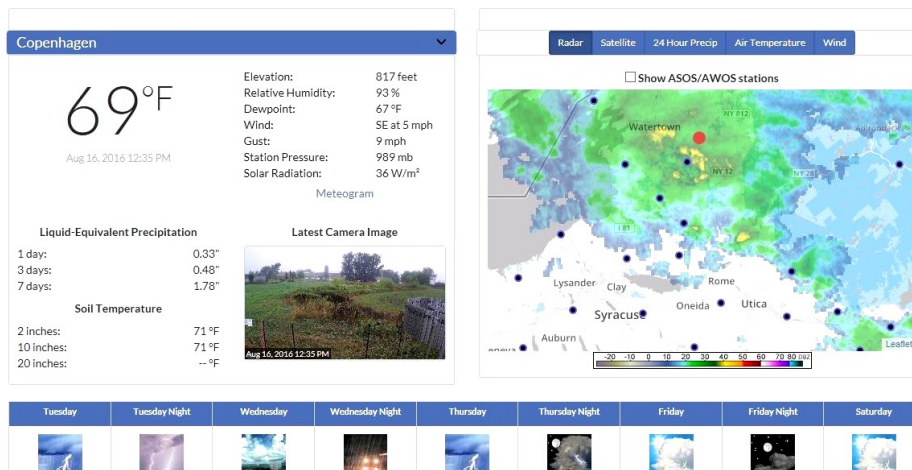 Copenhagen
69°F
Aug 16, 2016 12:35 PM
Elevation: 817 feet
Relative Humidity: 93 %
Dewpoint: 67 ºF
Wind: SE at 5 mph
Gust: 9 mph
Station Pressure: 989 mb
Solar Radiation: 36 W/m²
Meteogram
Liquid-Equivalent Precipitation
1 day: 0.33"
3 days: 0.48"
7 days: 1.78"
Soil Temperature
2 inches: 71 ºF
10 inches: 71 ºF
20 inches: -- ºF
Latest Camera Image
Aug 16, 2016 12:35 PM
Radar Satellite 24 Hour Precip Air Temperature Wind
Show ASOS/AWOS stations
NY 812
Watertown
NY 12
I 81
Lysander
Clay
Rome
Oneida
Utica
Syracuse
Auburn
-20 -10 0 10 20 30 40 50 60 70 80 DBZ
Leaflet
Tuesday Tuesday Night Wednesday Wednesday Night Thursday Thursday Night Friday Friday Night Saturday